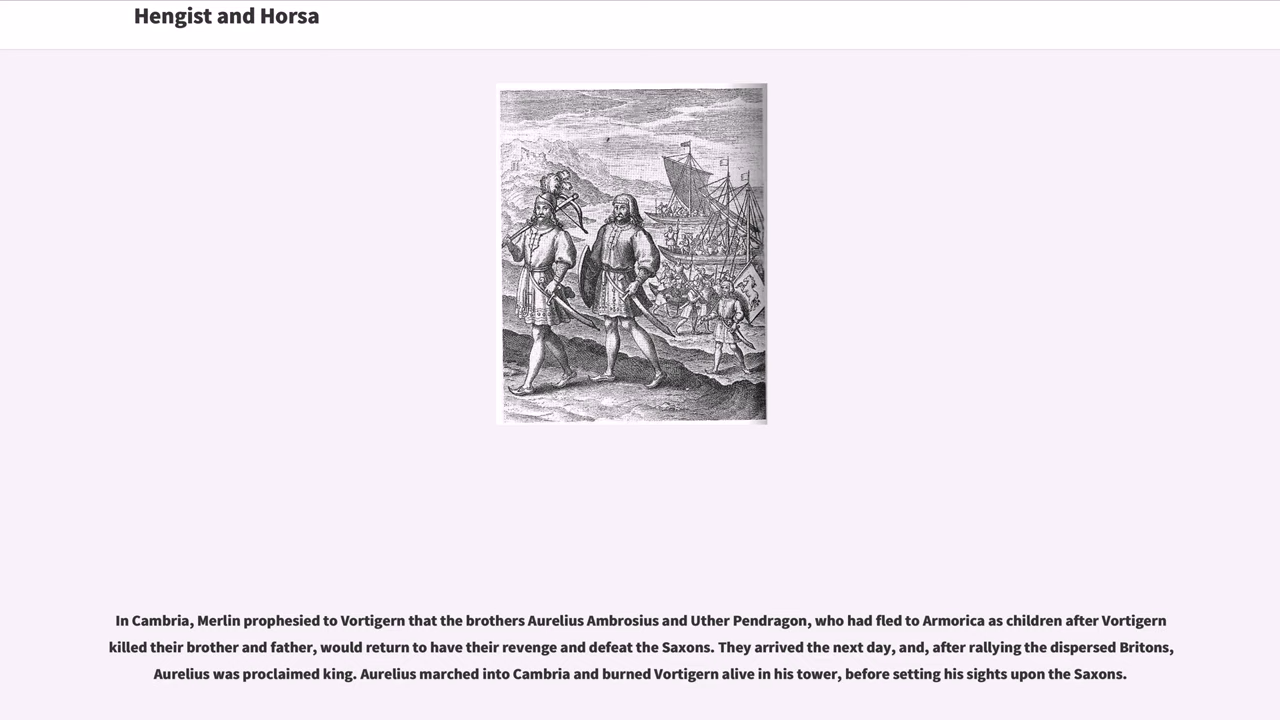 Hengist and Horsa
In Cambria, Merlin prophesied to Vortigern that the brothers Aurelius Ambrosius and Uther Pendragon, who had fled to Armorica as children after Vortigern
killed their brother and father, would return to have their revenge and defeat the Saxons. They arrived the next day, and, after rallying the dispersed Britons,
Aurelius was proclaimed king. Aurelius marched into Cambria and burned Vortigern alive in his tower, before setting his sights upon the Saxons.